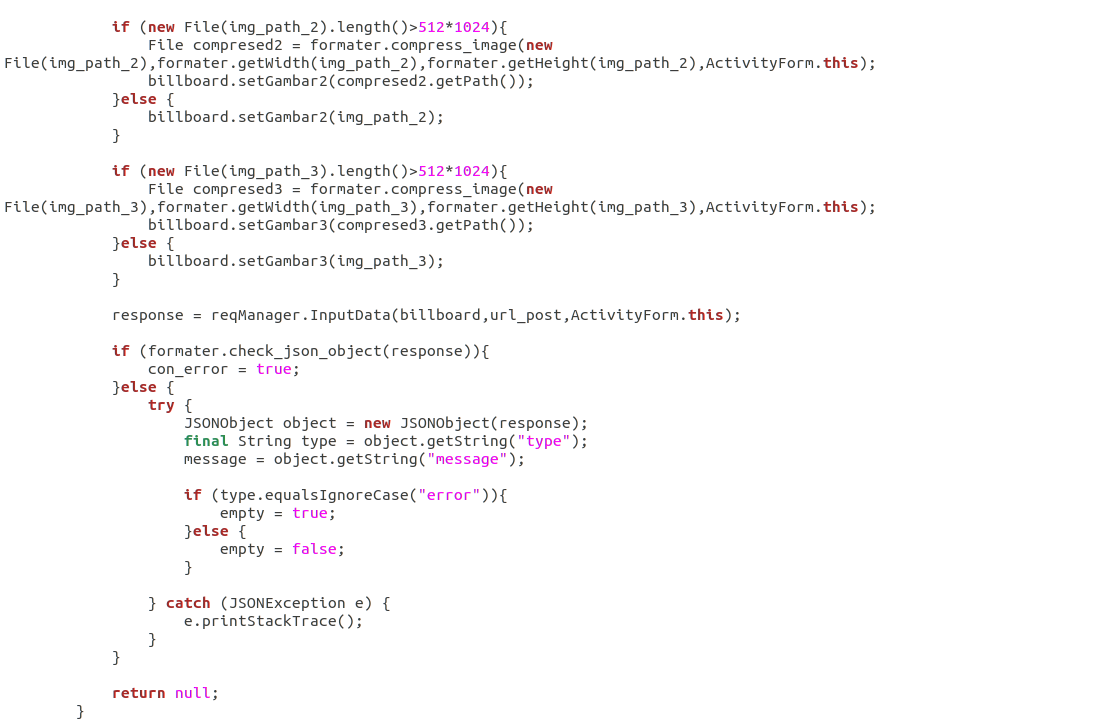 if (new File(img_path_2).length()>512*1024){
                File compresed2 = formater.compress_image(new
File(img_path_2),formater.getWidth(img_path_2),formater.getHeight(img_path_2),ActivityForm.this);
                billboard.setGambar2(compresed2.getPath());
            }else {
                billboard.setGambar2(img_path_2);
            }

            if (new File(img_path_3).length()>512*1024){
                File compresed3 = formater.compress_image(new
File(img_path_3),formater.getWidth(img_path_3),formater.getHeight(img_path_3),ActivityForm.this);
                billboard.setGambar3(compresed3.getPath());
            }else {
                billboard.setGambar3(img_path_3);
            }

            response = reqManager.InputData(billboard,url_post,ActivityForm.this);

            if (formater.check_json_object(response)){
                con_error = true;
            }else {
                try {
                    JSONObject object = new JSONObject(response);
                    final String type = object.getString("type");
                    message = object.getString("message");

                    if (type.equalsIgnoreCase("error")){
                        empty = true;
                    }else {
                        empty = false;
                    }

                } catch (JSONException e) {
                    e.printStackTrace();
                }
            }

            return null;
        }